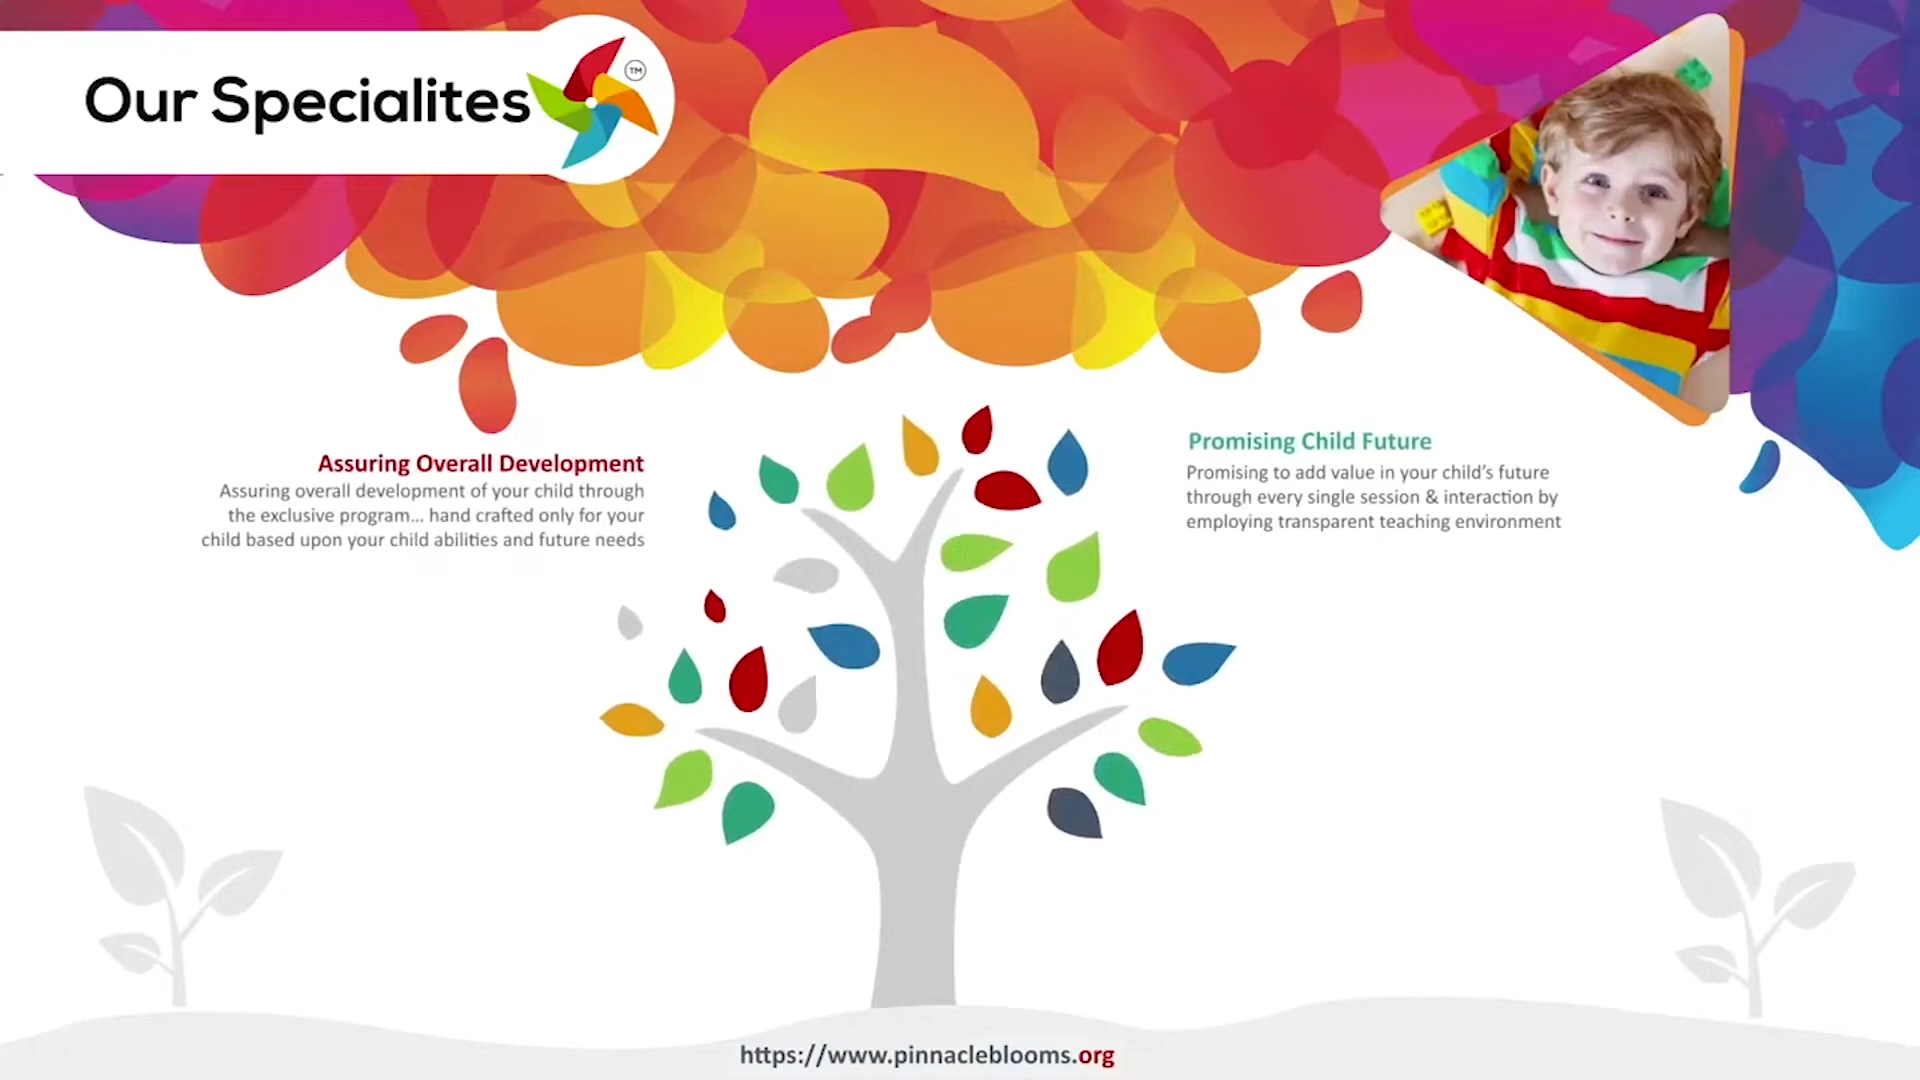 Our Specialites
TM
Assuring Overall Development
Assuring overall development of your child through
the exclusive program... hand crafted only for your
child based upon your child abilities and future needs
Promising Child Future
Promising to add value in your child's future
through every single session & interaction by
employing transparent teaching environment
https://www.pinnacleblooms.org